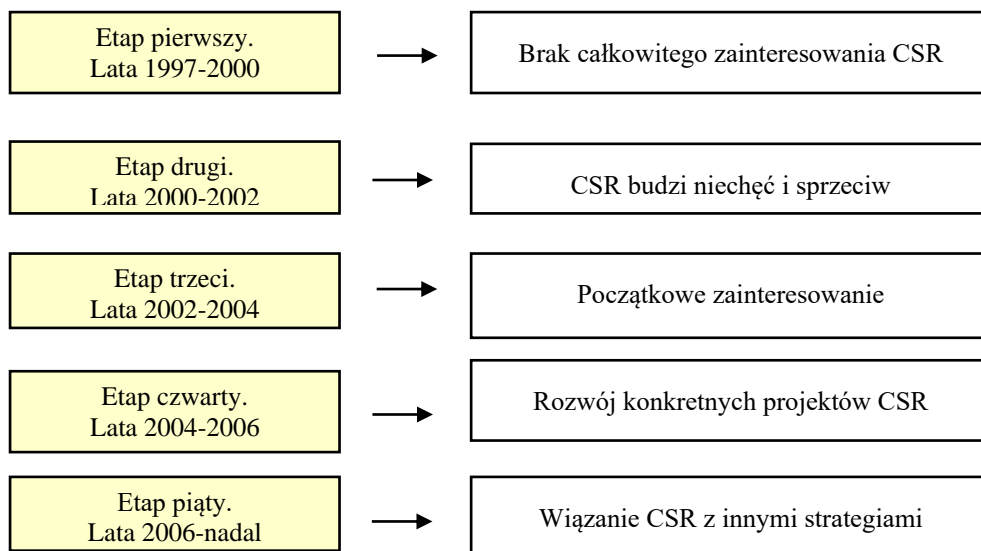 Etap pierwszy.
Lata 1997-2000
Brak całkowitego zainteresowania CSR
Etap drugi.
Lata 2000-2002
CSR budzi niechęć i sprzeciw
Etap trzeci.
Lata 2002-2004
Początkowe zainteresowanie
Etap czwarty.
Lata 2004-2006
Rozwój konkretnych projektów CSR
Etap piąty.
Lata 2006-nadal
Wiązanie CSR z innymi strategiami